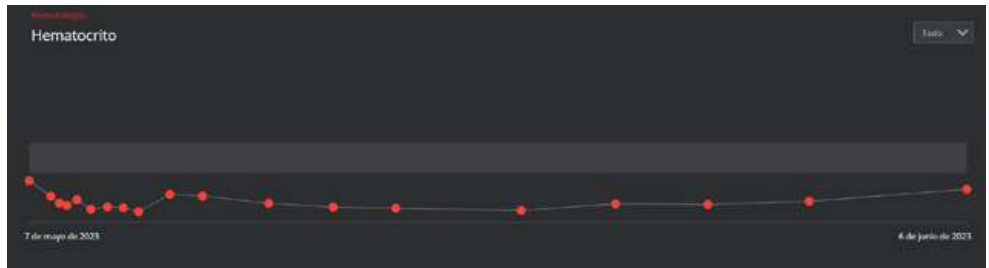 Hematología
Hematocrito
Todo
7 de mayo de 2023
6 de junio de 2023